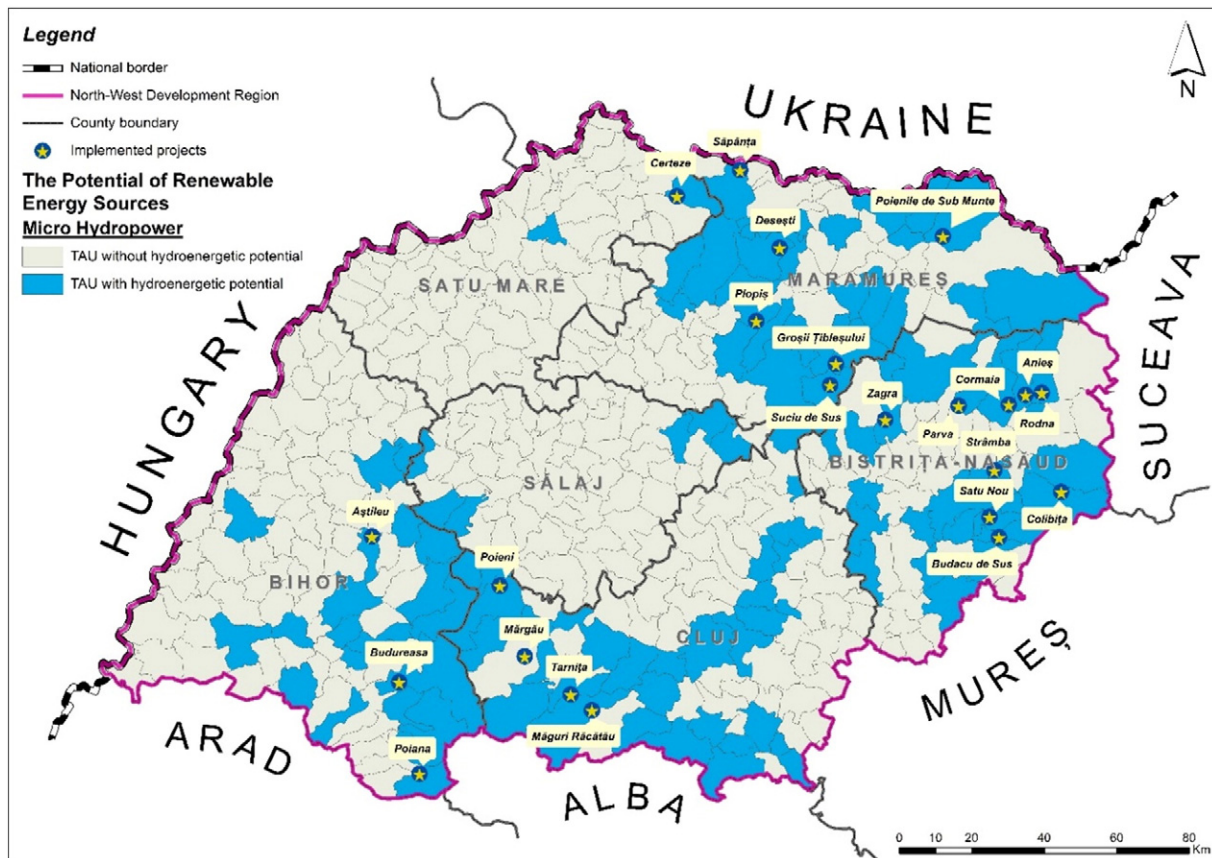 Legend
National border
North-West Development Region
County boundary
Implemented projects
The Potential of Renewable
Energy Sources
Micro Hydropower
TAU without hydroenergetic potential
TAU with hydroenergetic potential
N
UKRAINE
HUNGARY
SUCEAVA
MUREȘ
ALBA
ARAD
SATU MARE
MARAMUREȘ
SĂLAJ
BISTRIȚA-NĂSĂUD
BIHOR
CLUJ
Săpânța
Certeze
Poienile de Sub Munte
Desești
Plopiș
Groșii Țibleșului
Suciu de Sus
Zagra
Cormaia
Anieș
Rodna
Parva
Strâmba
Satu Nou
Colibița
Budacu de Sus
Aștileu
Poieni
Mărgău
Tarnița
Măguri Răcătău
Budureasa
Poiana
0 10 20 40 60 80
Km